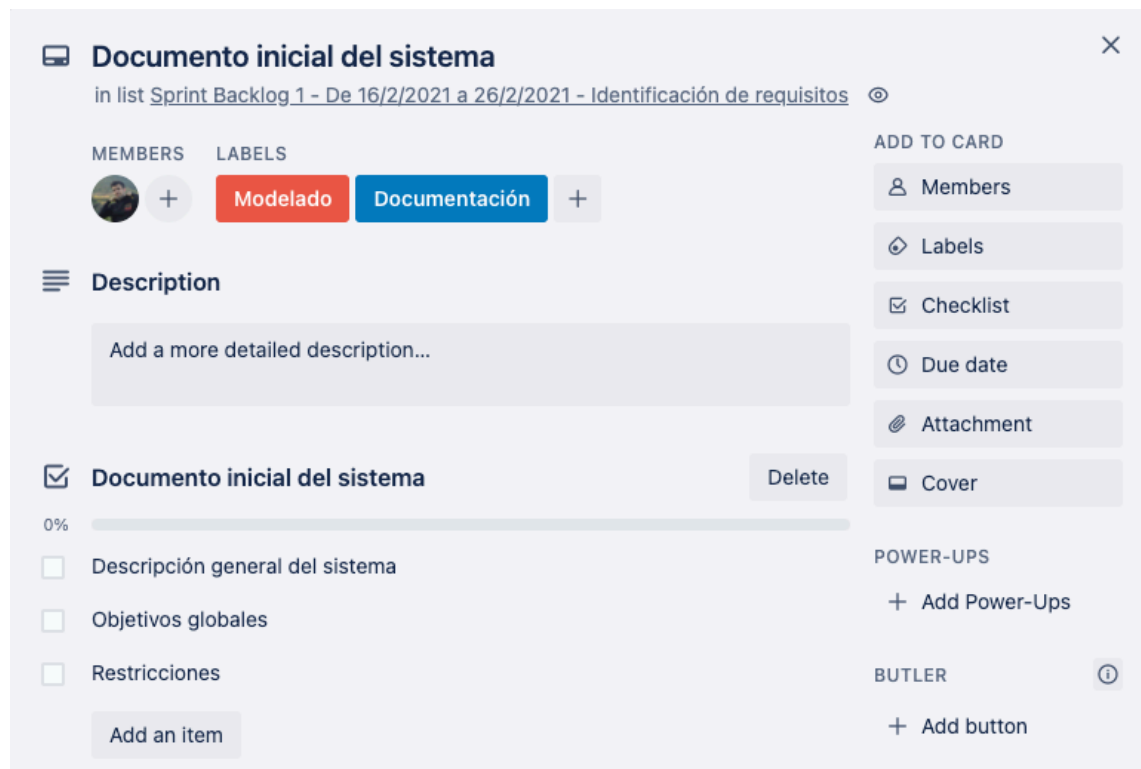 Documento inicial del sistema
in list Sprint Backlog 1 - De 16/2/2021 a 26/2/2021 - Identificación de requisitos
MEMBERS LABELS
Modelado Documentación
Description
Add a more detailed description...
Documento inicial del sistema Delete
0%
Descripción general del sistema
Objetivos globales
Restricciones
Add an item
ADD TO CARD
Members
Labels
Checklist
Due date
Attachment
Cover
POWER-UPS
+ Add Power-Ups
BUTLER
+ Add button